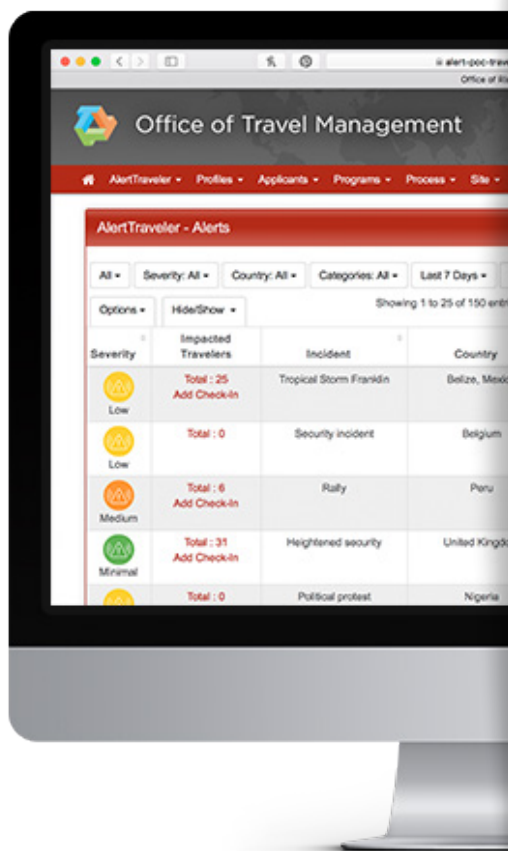 alert-poc-trave
Office of Ri
Office of Travel Management
AlertTraveler Profiles Applicants Programs Process Site
AlertTraveler - Alerts
All Severity: All Country: All Categories: All Last 7 Days
Options Hide/Show Showing 1 to 25 of 150 entri
Severity Impacted Travelers Incident Country
Low Total : 25 Add Check-In Tropical Storm Franklin Belize, Mexic
Low Total : 0 Security incident Belgium
Medium Total : 6 Add Check-In Rally Peru
Minimal Total : 31 Add Check-In Heightened security United Kingdo
Total : 0 Political protest Nigeria